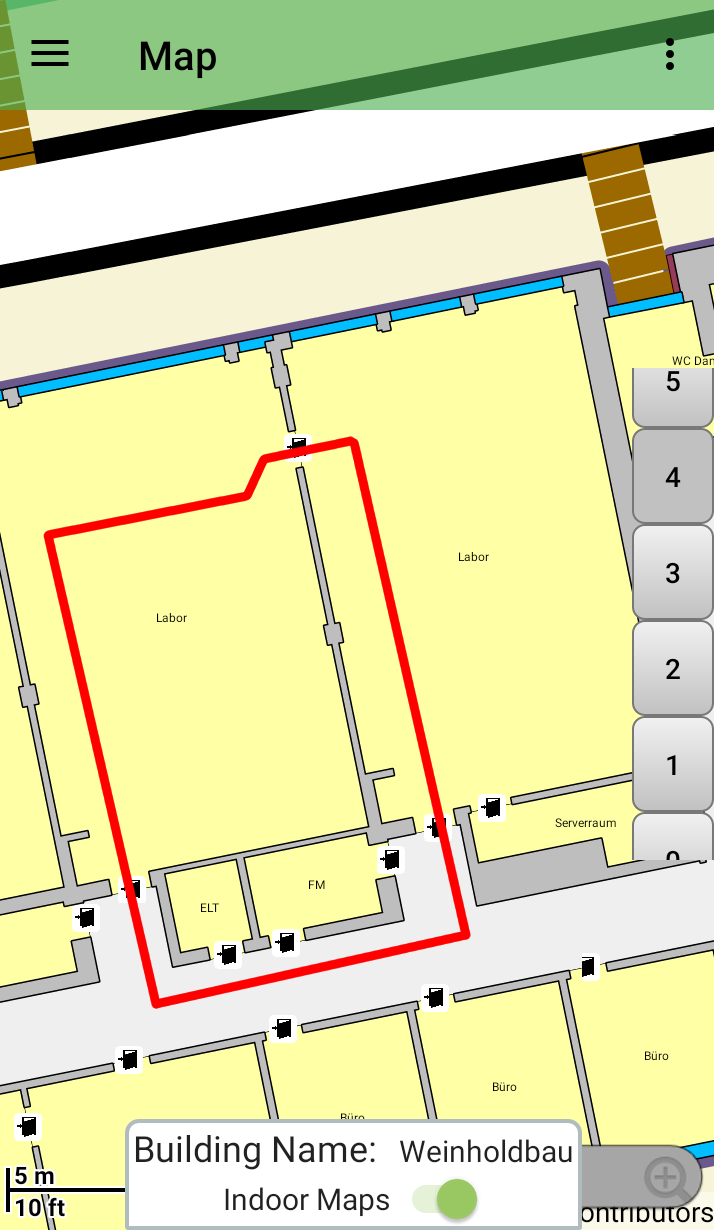 Map
WC Dan
5
4
3
2
1
0
Labor
Labor
Serverraum
FM
ELT
Büro
Büro
Büro
Building Name: Weinholdbau
Indoor Maps
5 m
10 ft
ontributors